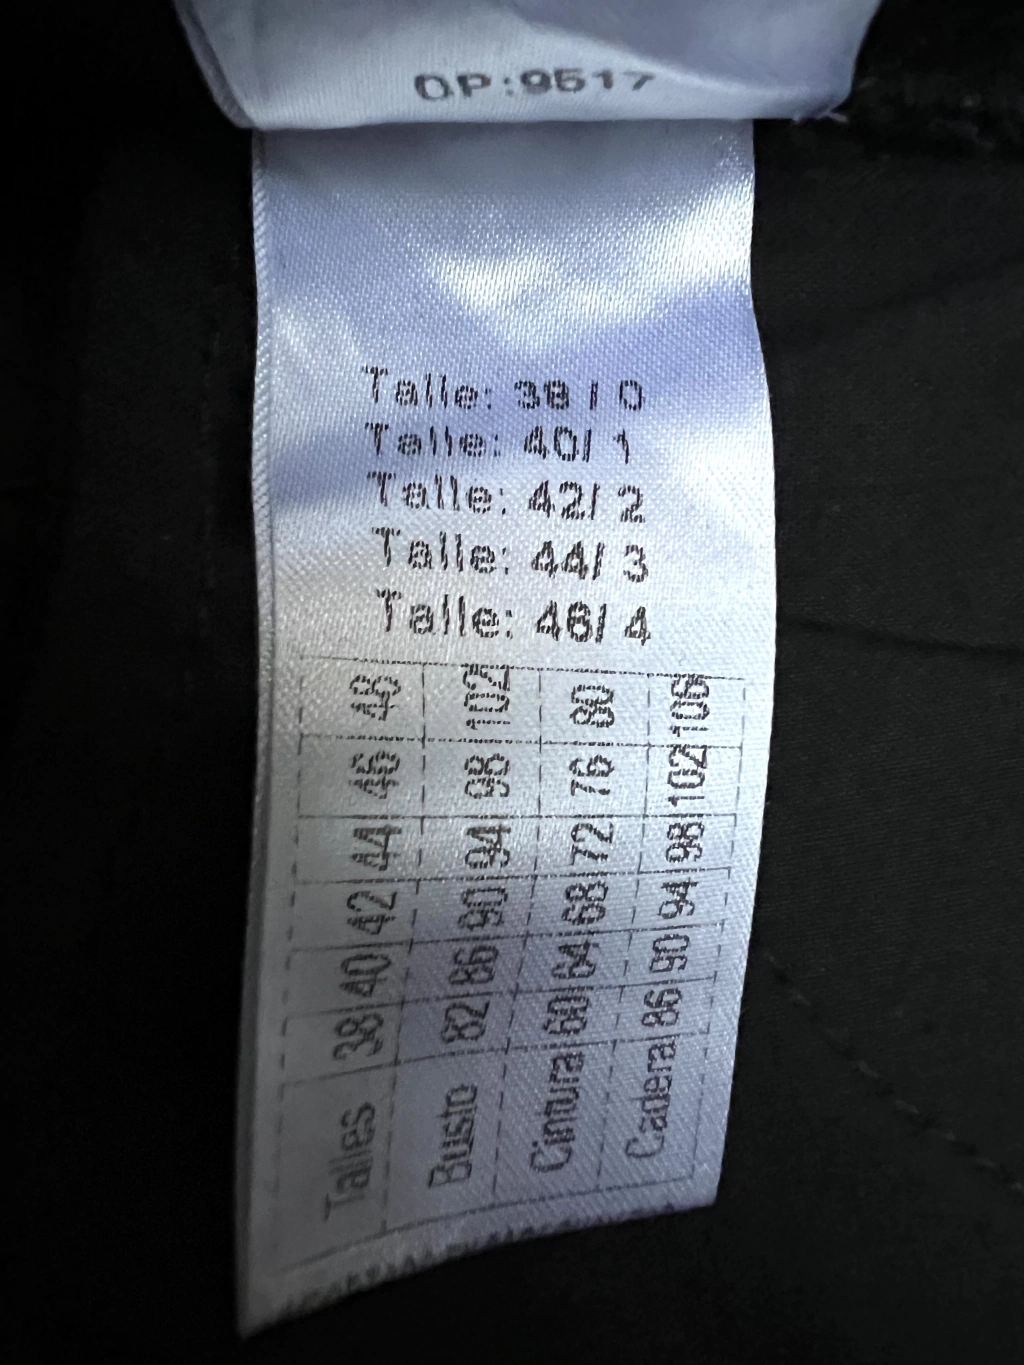 OP:9517
Talle: 38 / 0
Talle: 40/ 1
Talle: 42/ 2
Talle: 44/ 3
Talle: 46/ 4
Talles 38 40 42 44 46 48
Busto 82 86 90 94 98 102
Cintura 60 64 68 72 76 80
Cadera 86 90 94 98 102 106